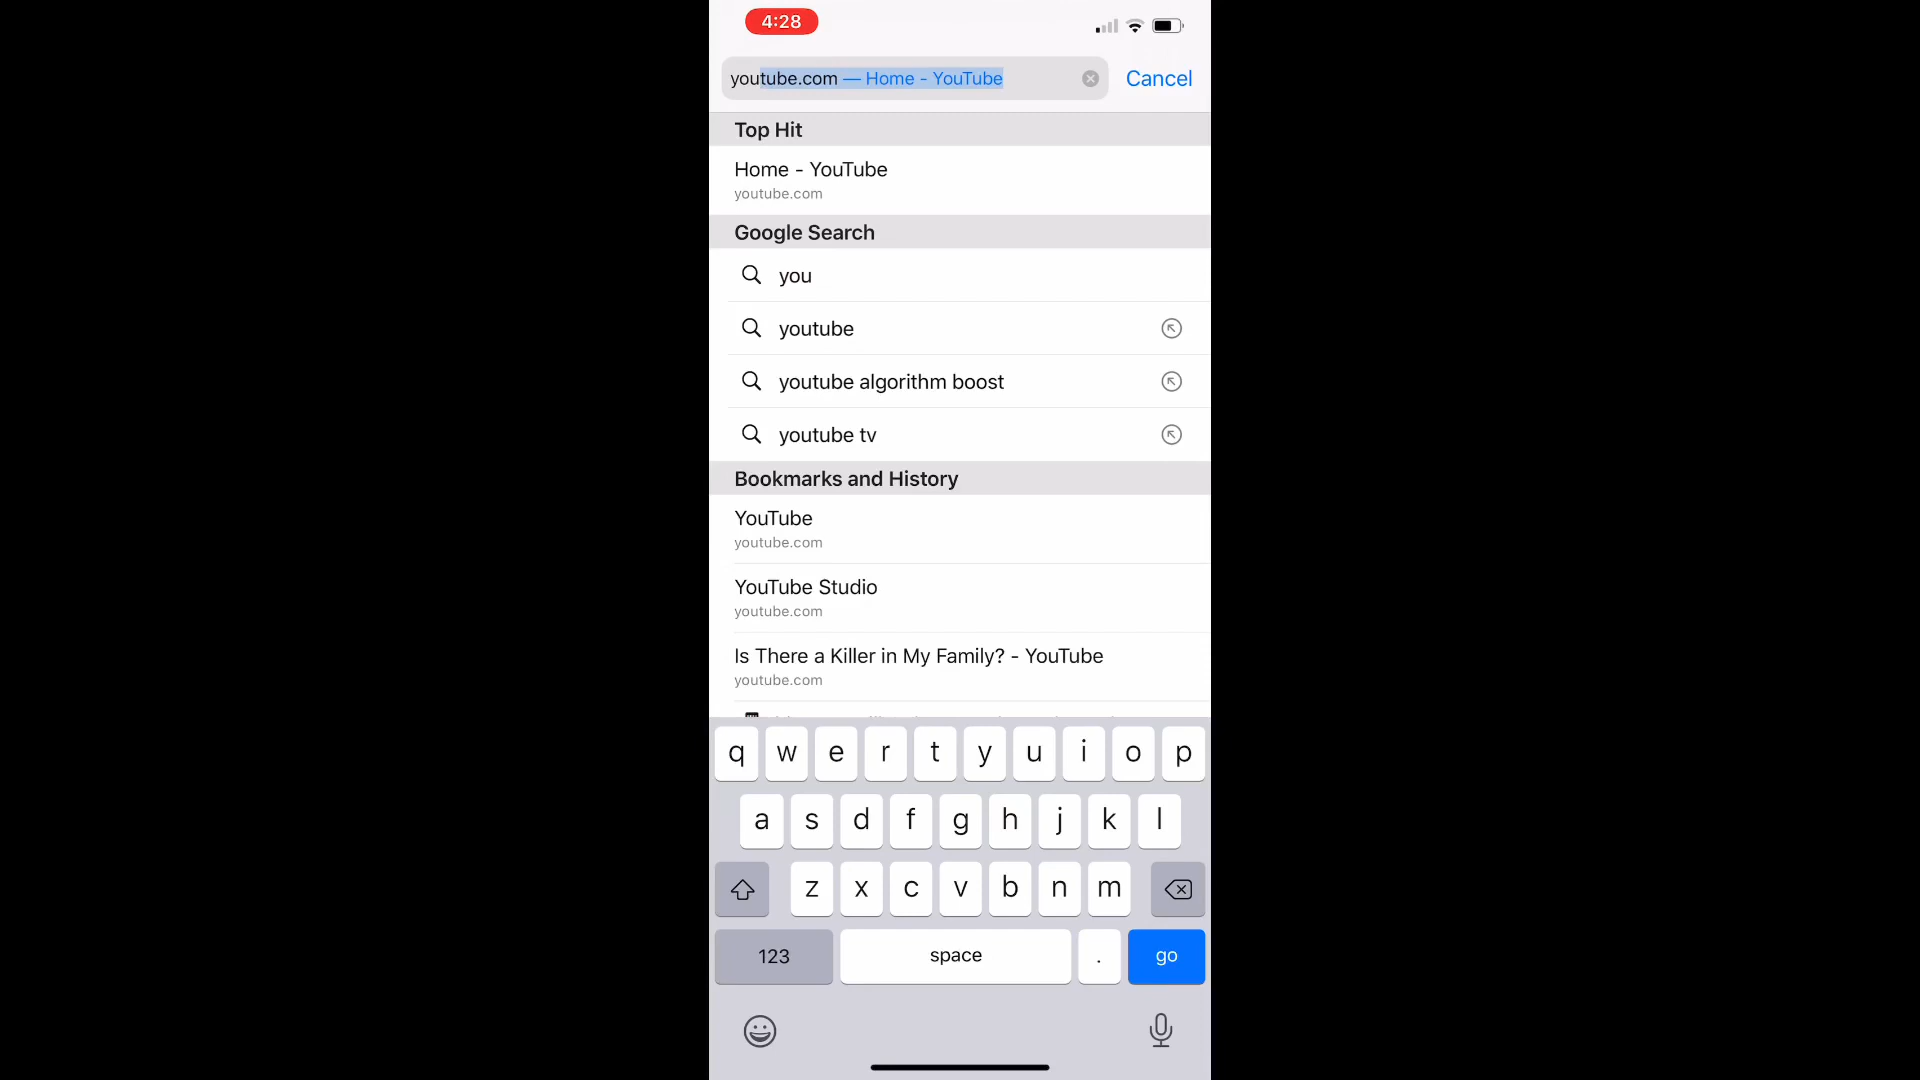 4:28
youtube.com — Home - YouTube
Cancel
Top Hit
Home - YouTube
youtube.com
Google Search
you
youtube
youtube algorithm boost
youtube tv
Bookmarks and History
YouTube
youtube.com
YouTube Studio
youtube.com
Is There a Killer in My Family? - YouTube
youtube.com
q w e r t y u i o p
a s d f g h j k l
z x c v b n m
123 space . go